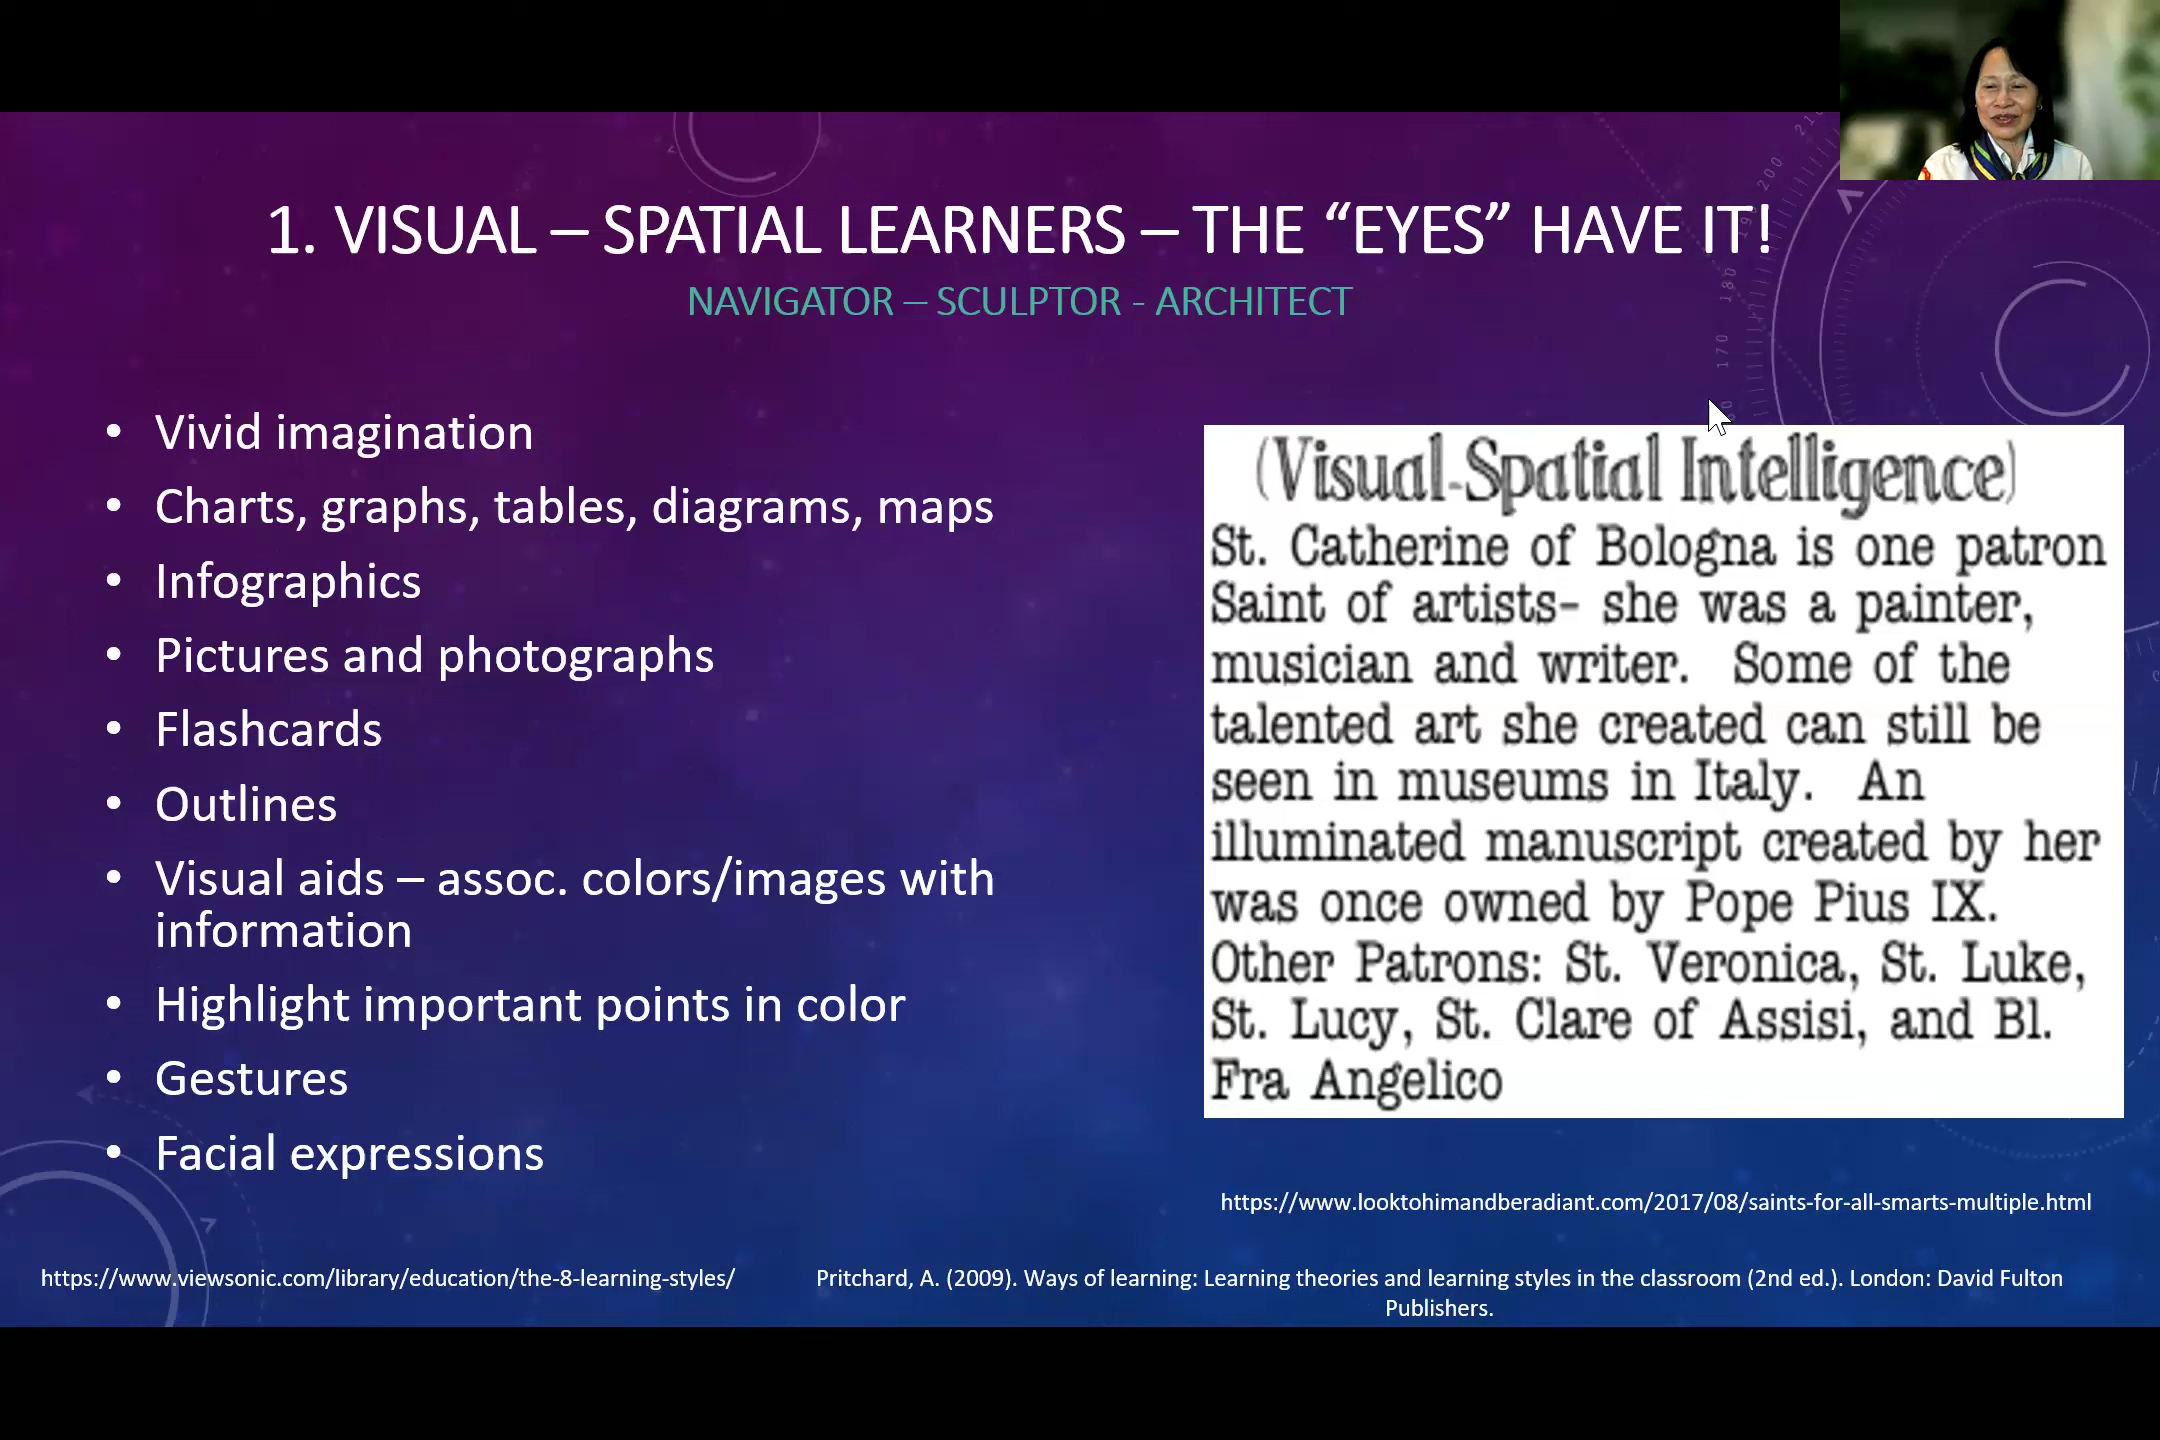 1. VISUAL – SPATIAL LEARNERS – THE “EYES” HAVE IT!
NAVIGATOR – SCULPTOR - ARCHITECT
• Vivid imagination
• Charts, graphs, tables, diagrams, maps
• Infographics
• Pictures and photographs
• Flashcards
• Outlines
• Visual aids – assoc. colors/images with
information
• Highlight important points in color
• Gestures
• Facial expressions
(Visual-Spatial Intelligence)
St. Catherine of Bologna is one patron
Saint of artists- she was a painter,
musician and writer. Some of the
talented art she created can still be
seen in museums in Italy. An
illuminated manuscript created by her
was once owned by Pope Pius IX.
Other Patrons: St. Veronica, St. Luke,
St. Lucy, St. Clare of Assisi, and Bl.
Fra Angelico
https://www.looktohimandberadiant.com/2017/08/saints-for-all-smarts-multiple.html
https://www.viewsonic.com/library/education/the-8-learning-styles/
Pritchard, A. (2009). Ways of learning: Learning theories and learning styles in the classroom (2nd ed.). London: David Fulton
Publishers.
210
200
190
180
170